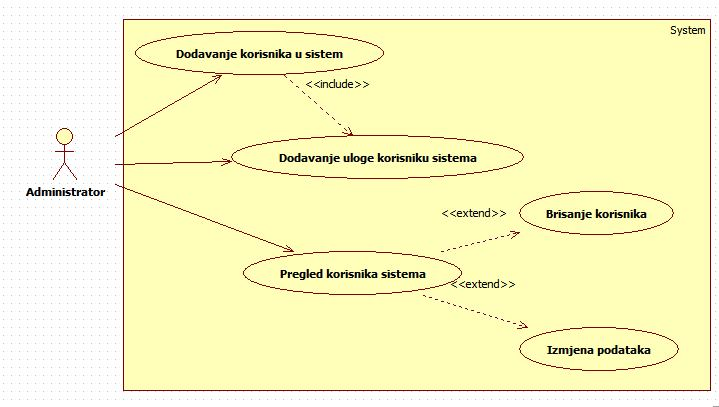 System
Dodavanje korisnika u sistem
<<include>>
Dodavanje uloge korisniku sistema
Administrator
<<extend>>
Brisanje korisnika
Pregled korisnika sistema
<<extend>>
Izmjena podataka